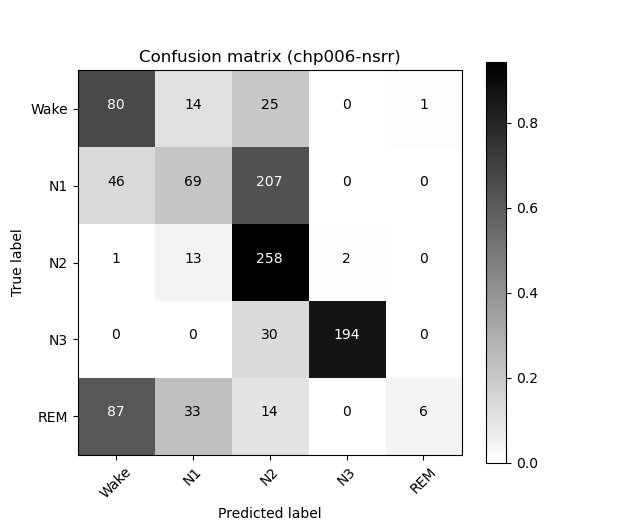 Confusion matrix (chp006-nsrr)
Wake 80 14 25 0 1
N1 46 69 207 0 0
N2 1 13 258 2 0
N3 0 0 30 194 0
REM 87 33 14 0 6
Wake N1 N2 N3 REM
Predicted label
True label
0.8
0.6
0.4
0.2
0.0